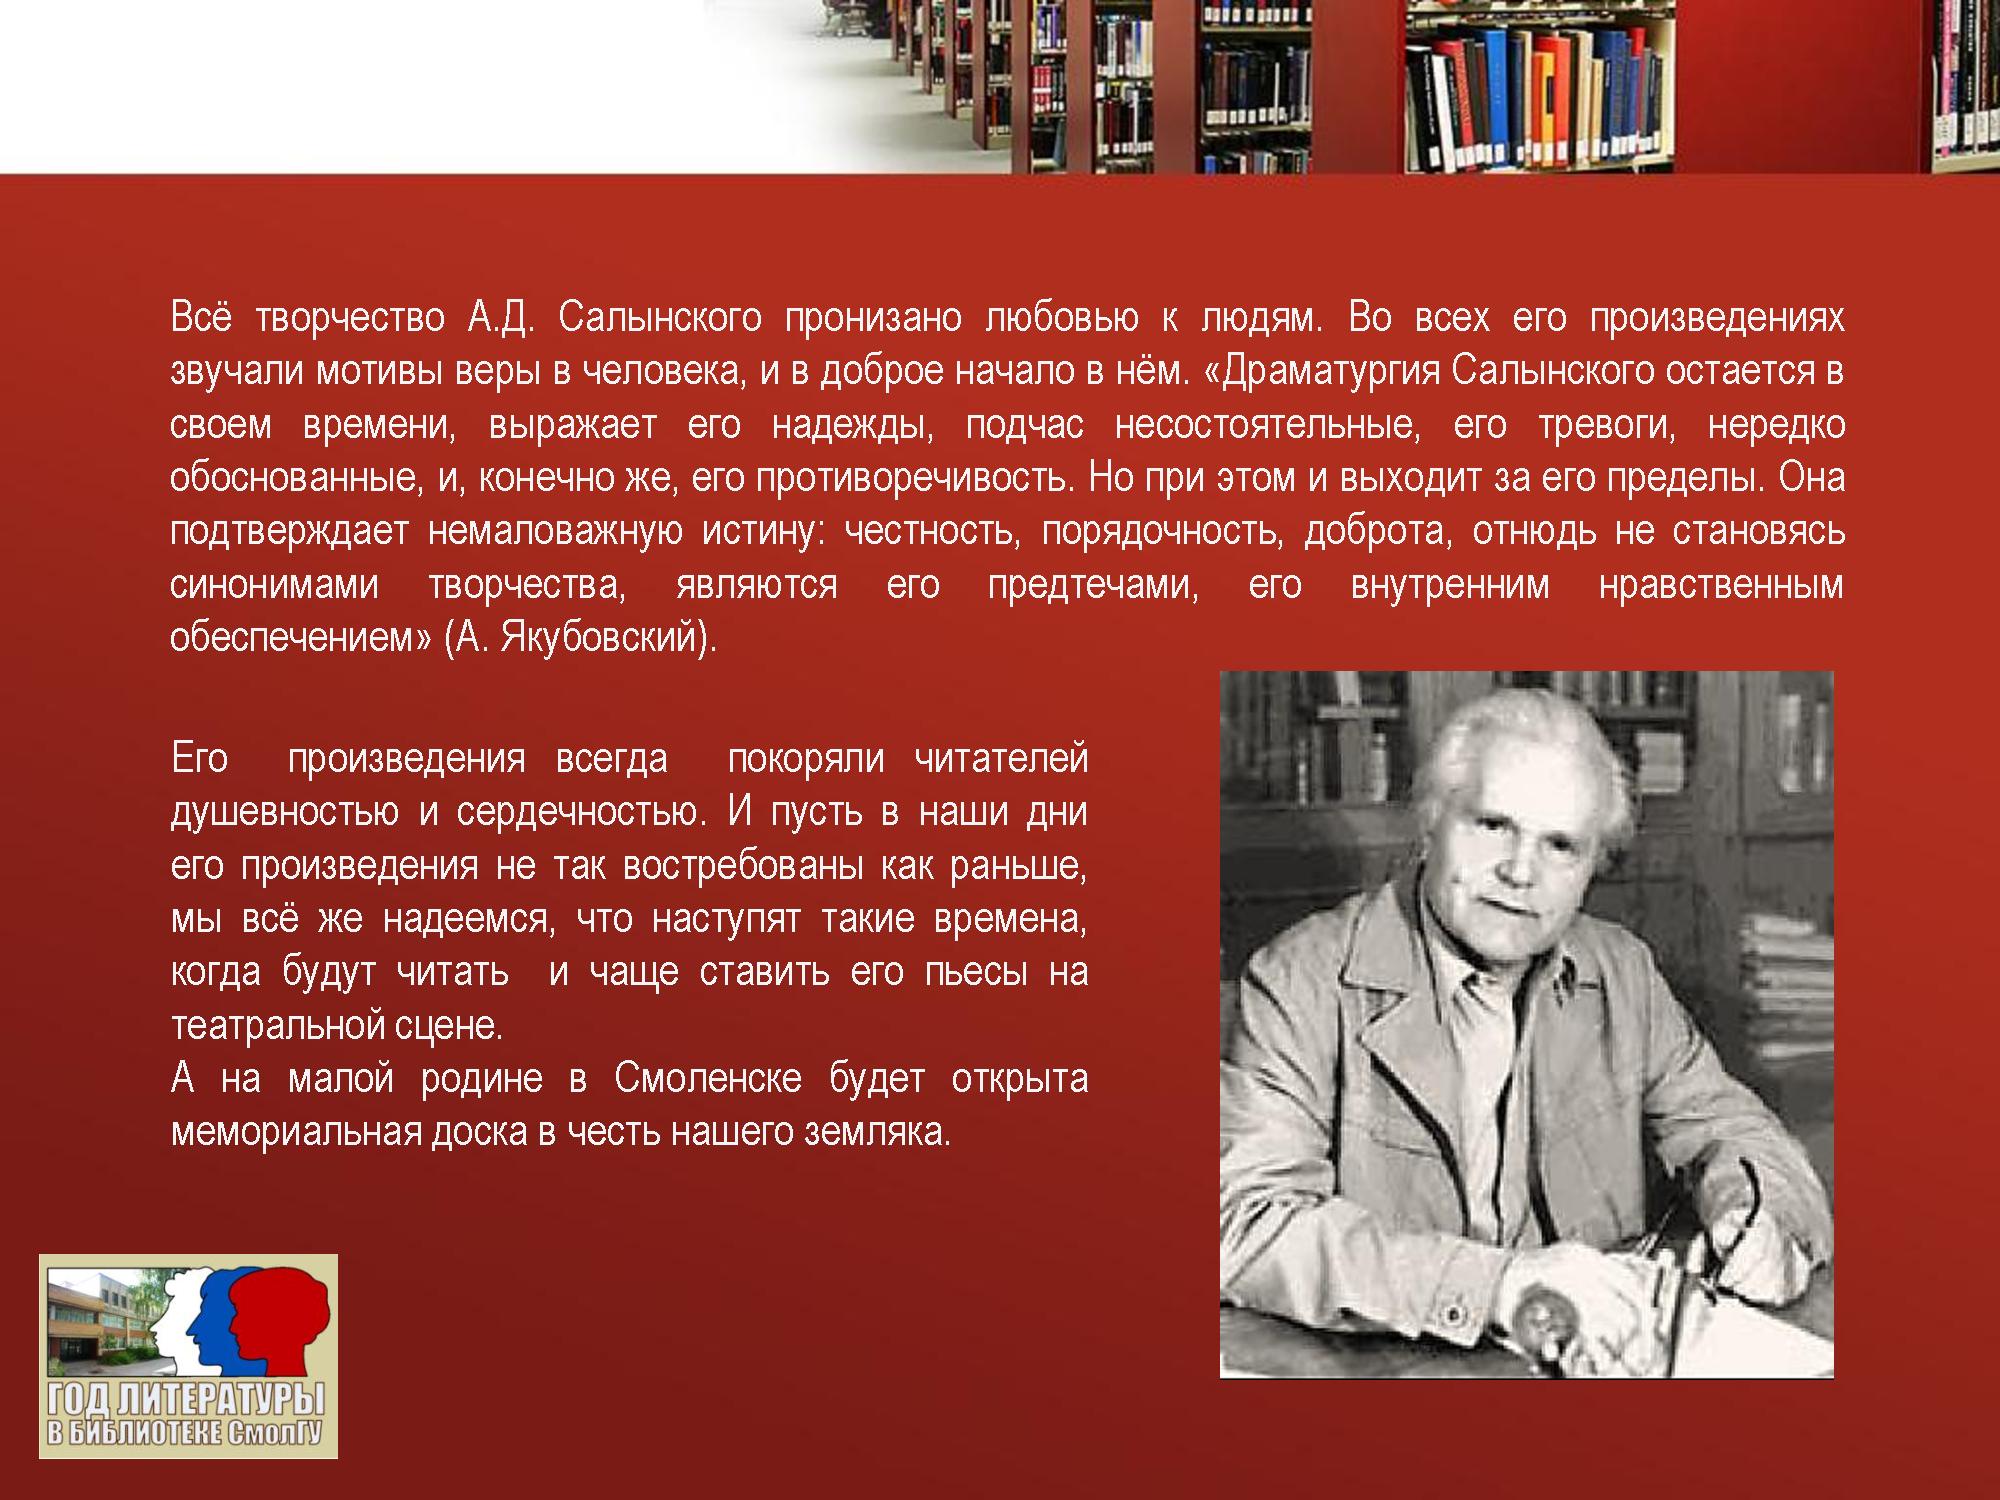 Всё творчество А.Д. Салынского пронизано любовью к людям. Во всех его произведениях
звучали мотивы веры в человека, и в доброе начало в нём. «Драматургия Салынского остается в
своем времени, выражает его надежды, подчас несостоятельные, его тревоги, нередко
обоснованные, и, конечно же, его противоречивость. Но при этом и выходит за его пределы. Она
подтверждает немаловажную истину: честность, порядочность, доброта, отнюдь не становясь
синонимами творчества, являются его предтечами, его внутренним нравственным
обеспечением» (А. Якубовский).
Его произведения всегда покоряли читателей
душевностью и сердечностью. И пусть в наши дни
его произведения не так востребованы как раньше,
мы всё же надеемся, что наступят такие времена,
когда будут читать и чаще ставить его пьесы на
театральной сцене.
А на малой родине в Смоленске будет открыта
мемориальная доска в честь нашего земляка.
ГОД ЛИТЕРАТУРЫ
В БИБЛИОТЕКЕ СмолГУ